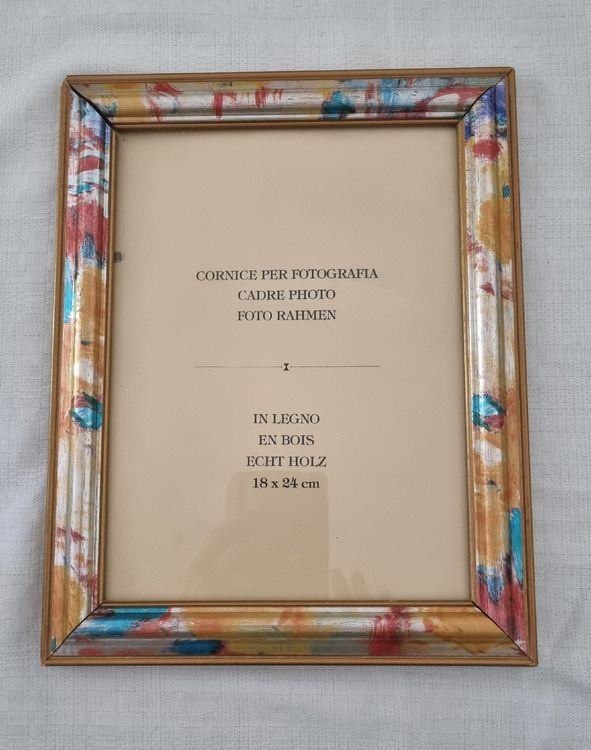 CORNICE PER FOTOGRAFIA
CADRE PHOTO
FOTO RAHMEN
IN LEGNO
EN BOIS
ECHT HOLZ
18 x 24 cm